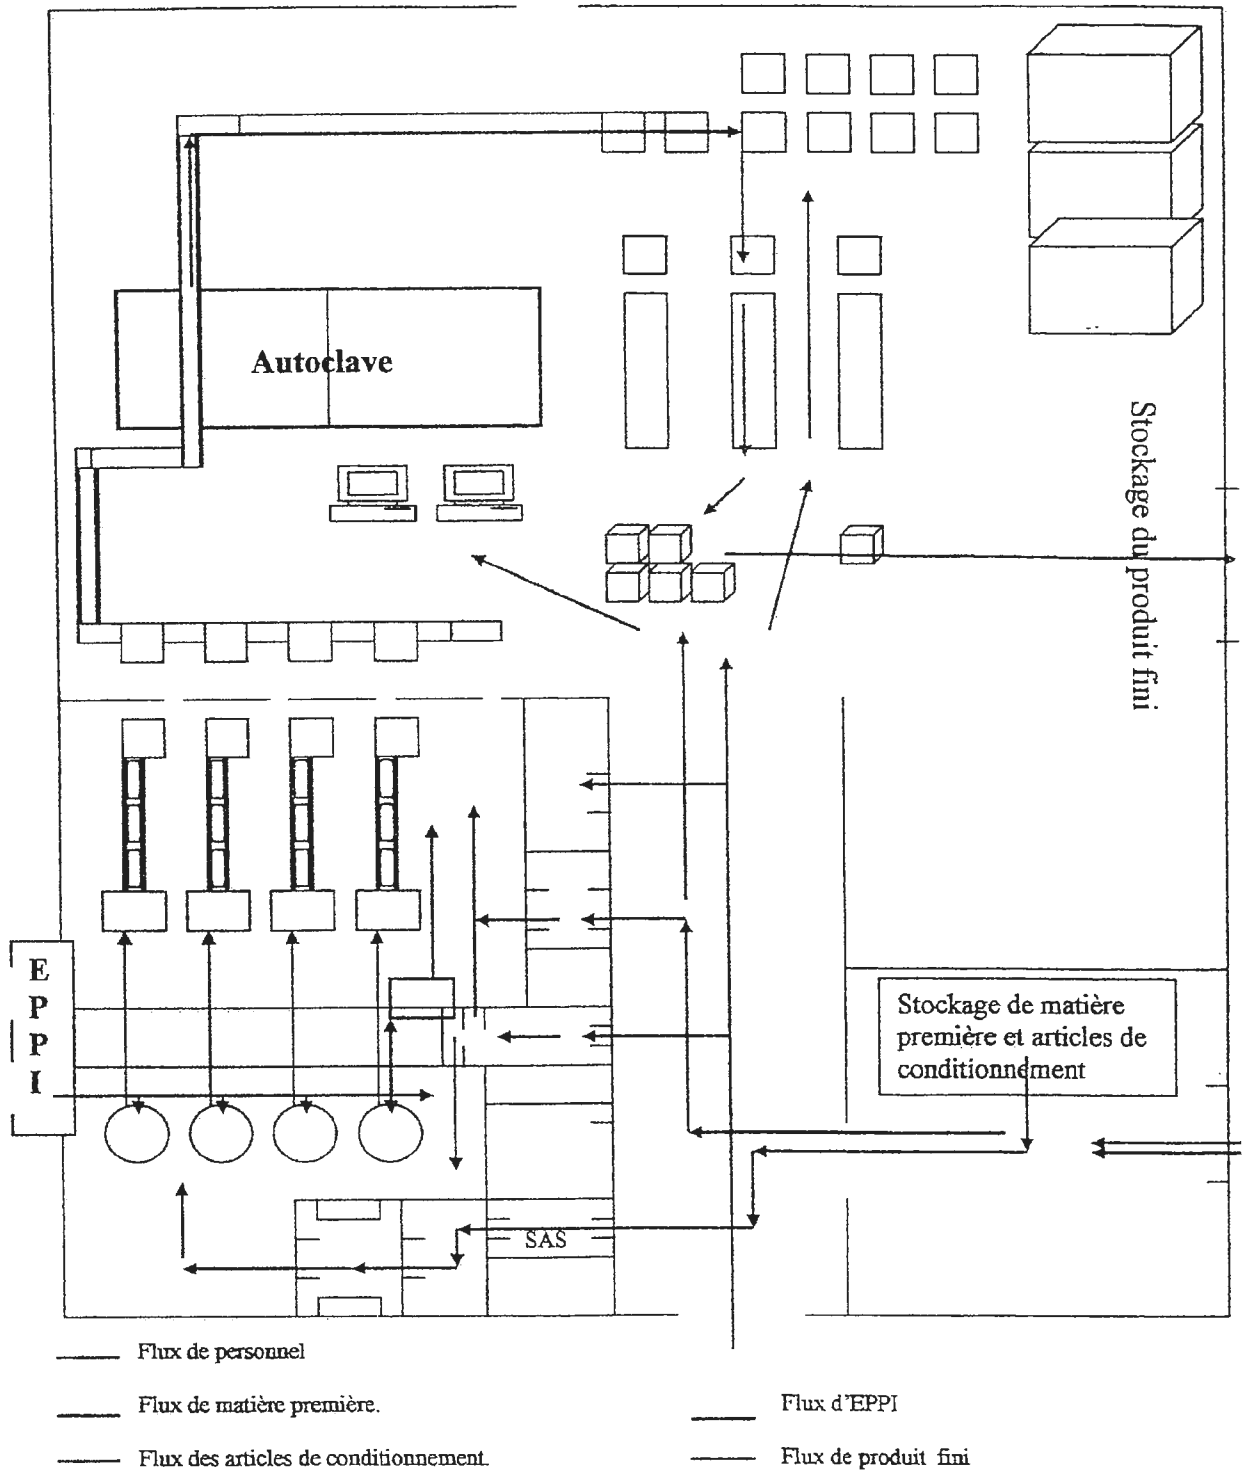 Autoclave
Stockage du produit fini
E
P
P
I
Stockage de matière
première et articles de
conditionnement
SAS
Flux de personnel
Flux de matière première.
Flux des articles de conditionnement.
Flux d'EPPI
Flux de produit fini